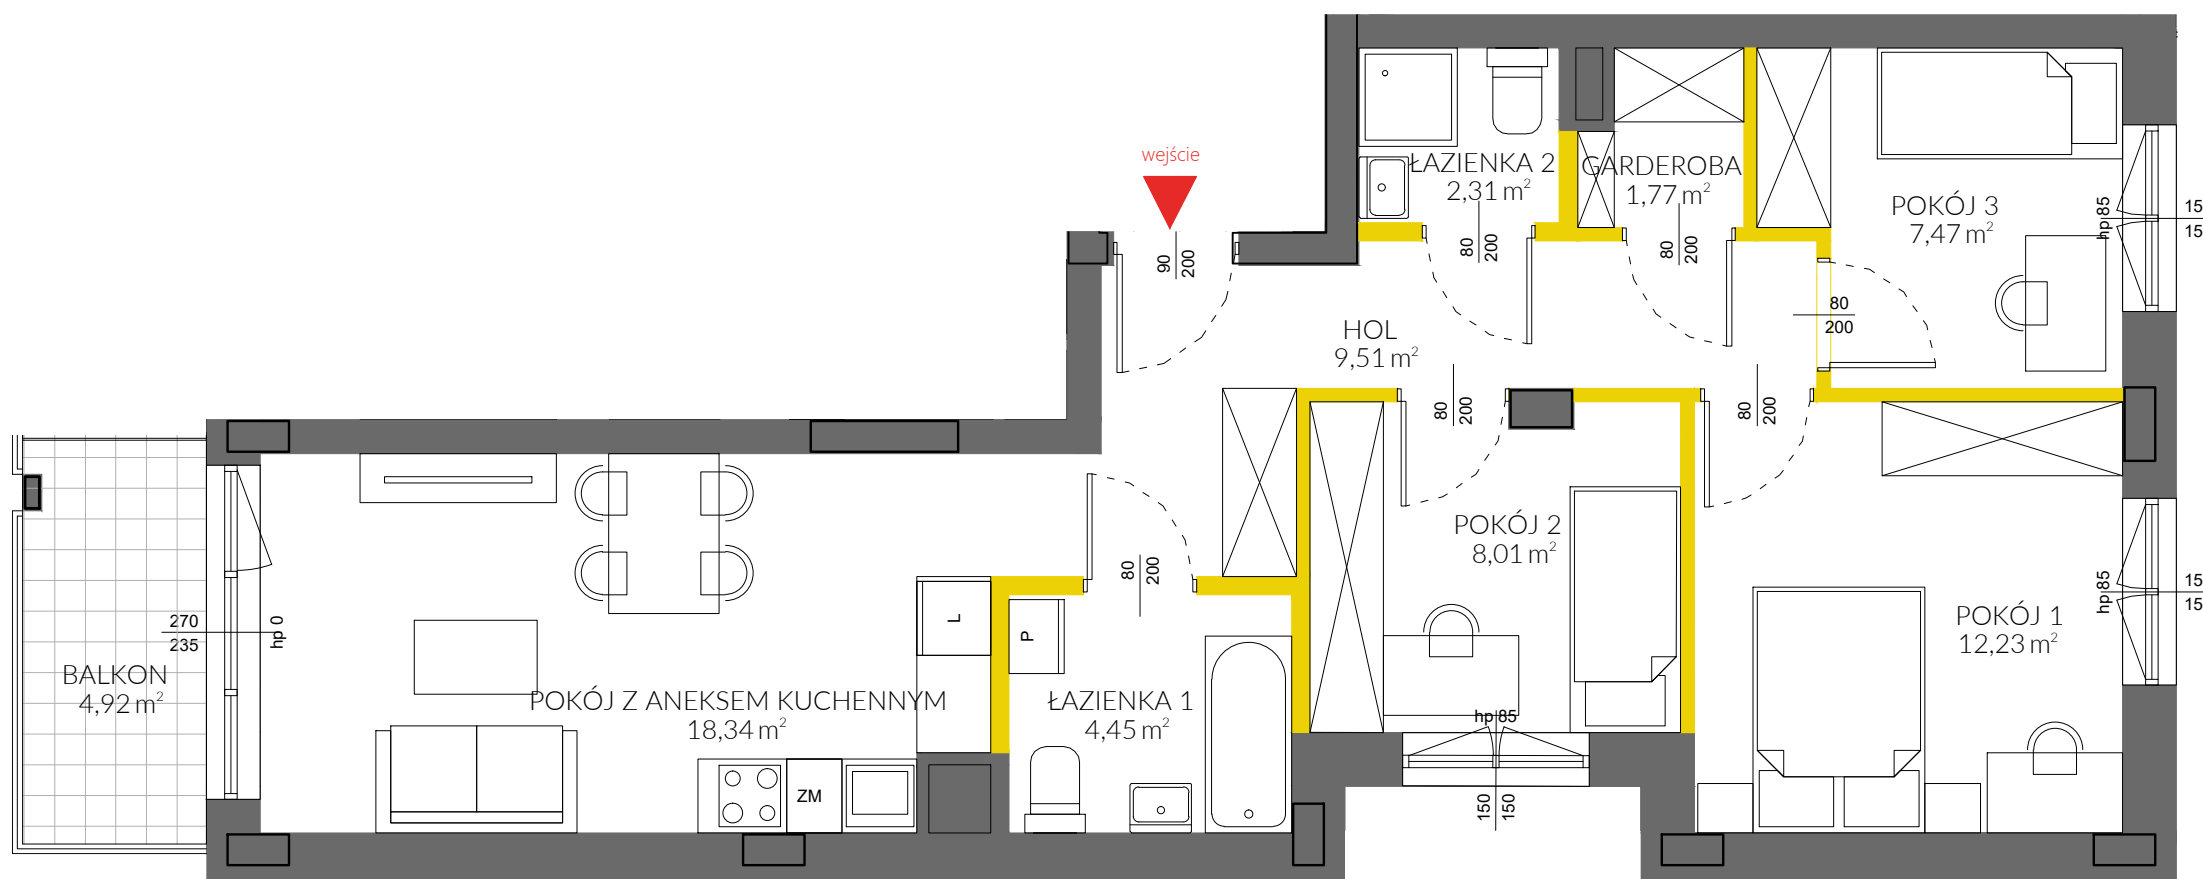 wejście
90
200
ŁAZIENKA 2
2,31 m²
80
200
GARDEROBA
1,77 m²
80
200
POKÓJ 3
7,47 m²
hp 85
15
15
80
200
HOL
9,51 m²
80
200
80
200
POKÓJ 2
8,01 m²
hp 85
150
150
POKÓJ 1
12,23 m²
hp 85
15
15
80
200
ŁAZIENKA 1
4,45 m²
P
L
ZM
POKÓJ Z ANEKSEM KUCHENNYM
18,34 m²
270
235
hp 0
BALKON
4,92 m²